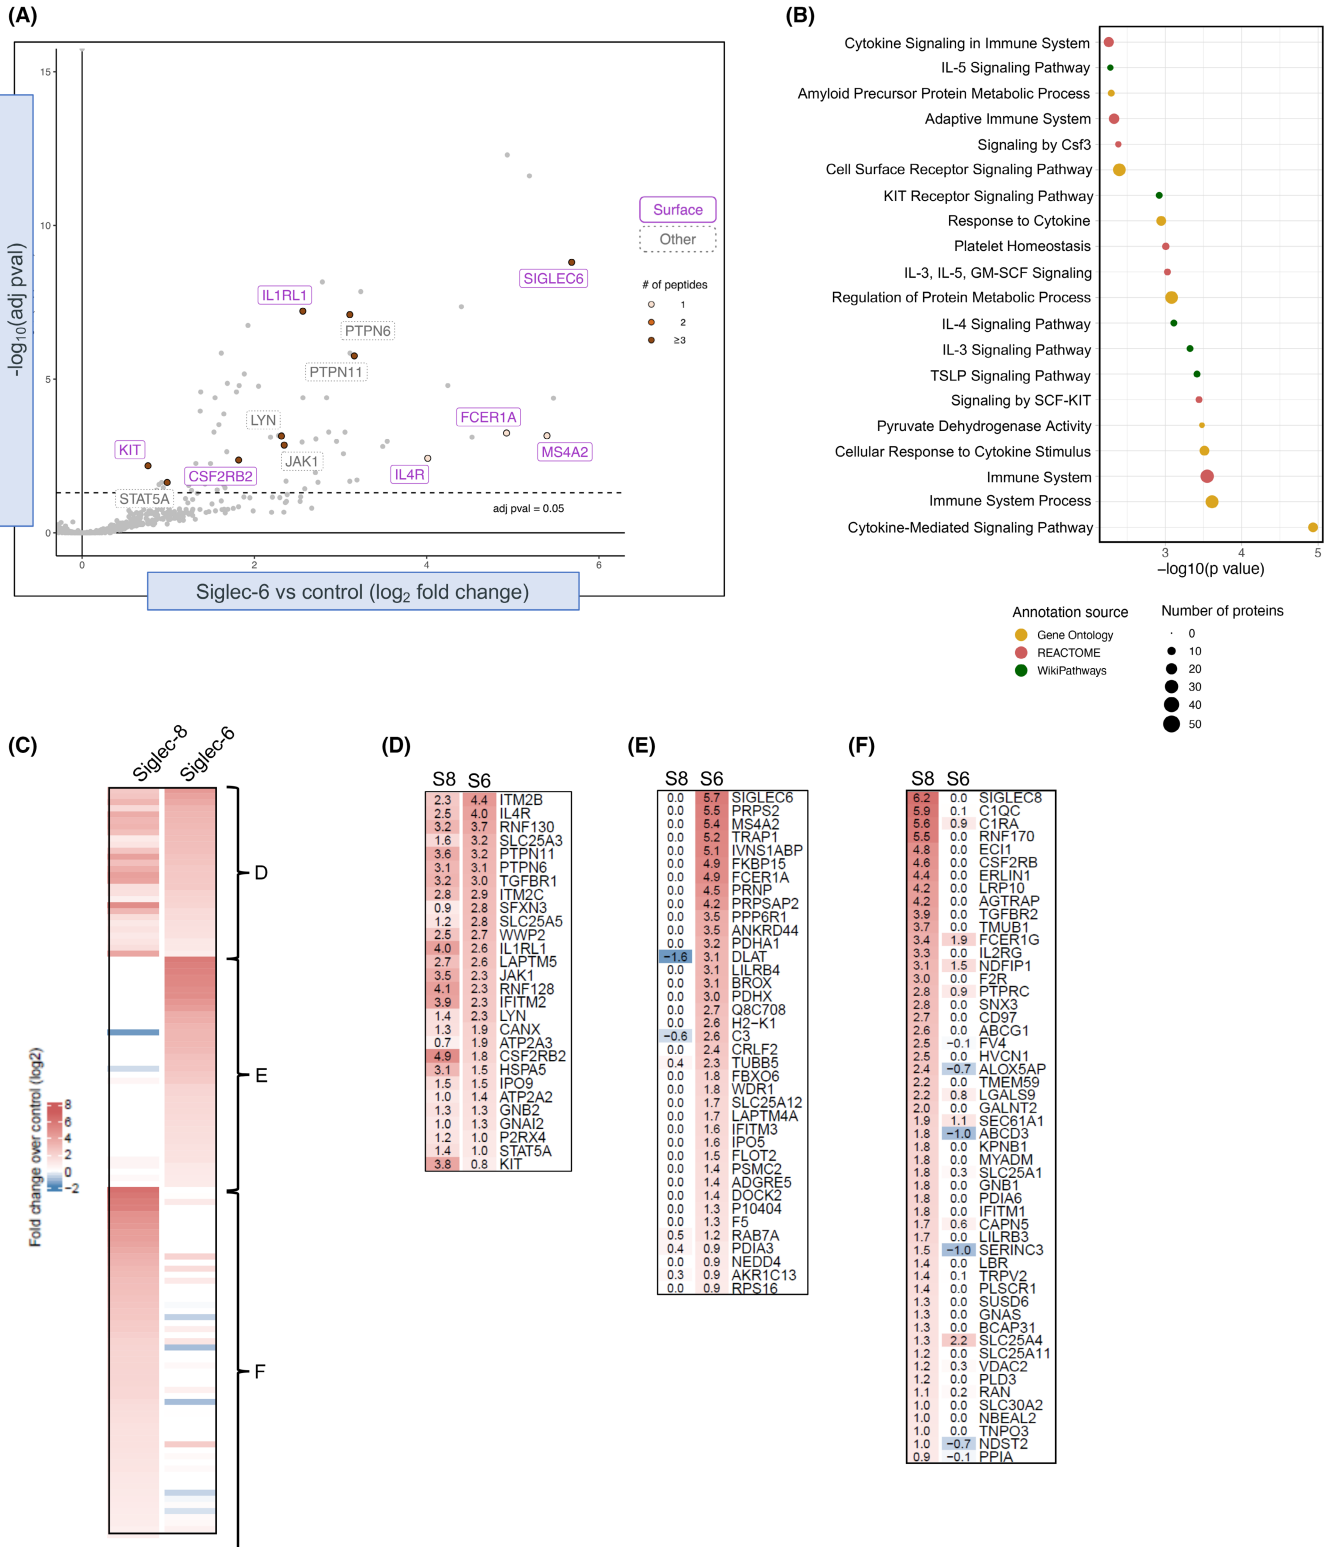 (A)
15
10
5
0
-log10(adj pval)
SIGLEC6
IL1RL1
PTPN6
PTPN11
LYN
FCER1A
MS4A2
KIT
JAK1
CSF2RB2
IL4R
STAT5A
adj pval = 0.05
0 2 4 6
Siglec-6 vs control (log2 fold change)
Surface
Other
# of peptides
1
2
≥3
(B)
Cytokine Signaling in Immune System
IL-5 Signaling Pathway
Amyloid Precursor Protein Metabolic Process
Adaptive Immune System
Signaling by Csf3
Cell Surface Receptor Signaling Pathway
KIT Receptor Signaling Pathway
Response to Cytokine
Platelet Homeostasis
IL-3, IL-5, GM-SCF Signaling
Regulation of Protein Metabolic Process
IL-4 Signaling Pathway
IL-3 Signaling Pathway
TSLP Signaling Pathway
Signaling by SCF-KIT
Pyruvate Dehydrogenase Activity
Cellular Response to Cytokine Stimulus
Immune System
Immune System Process
Cytokine-Mediated Signaling Pathway
3 4 5
−log10(p value)
Annotation source
Gene Ontology
REACTOME
WikiPathways
Number of proteins
0
10
20
30
40
50
(C)
Siglec-8
Siglec-6
D
E
F
Fold change over control (log2)
8
6
4
2
0
−2
(D)
S8 S6
2.3 4.4 ITM2B
2.5 4.0 IL4R
3.2 3.7 RNF130
1.6 3.2 SLC25A3
3.6 3.2 PTPN11
3.1 3.1 PTPN6
3.2 3.0 TGFBR1
2.8 2.9 ITM2C
0.9 2.8 SFXN3
1.2 2.8 SLC25A5
2.5 2.7 WWP2
4.0 2.6 IL1RL1
2.7 2.6 LAPTM5
3.5 2.3 JAK1
4.1 2.3 RNF128
3.9 2.3 IFITM2
1.4 2.3 LYN
1.3 1.9 CANX
0.7 1.9 ATP2A3
4.9 1.8 CSF2RB2
3.1 1.5 HSPA5
1.5 1.5 IPO9
1.0 1.4 ATP2A2
1.3 1.3 GNB2
1.0 1.3 GNAI2
1.2 1.0 P2RX4
1.4 1.0 STAT5A
3.8 0.8 KIT
(E)
S8 S6
0.0 5.7 SIGLEC6
0.0 5.5 PRPS2
0.0 5.4 MS4A2
0.0 5.2 TRAP1
0.0 5.1 IVNS1ABP
0.0 4.9 FKBP15
0.0 4.9 FCER1A
0.0 4.5 PRNP
0.0 4.2 PRPSAP2
0.0 3.5 PPP6R1
0.0 3.5 ANKRD44
0.0 3.2 PDHA1
−1.6 3.1 DLAT
0.0 3.1 LILRB4
0.0 3.1 BROX
0.0 3.0 PDHX
0.0 2.7 Q8C708
0.0 2.6 H2−K1
−0.6 2.6 C3
0.0 2.4 CRLF2
0.4 2.3 TUBB5
0.0 1.8 FBXO6
0.0 1.8 WDR1
0.0 1.7 SLC25A12
0.0 1.7 LAPTM4A
0.0 1.6 IFITM3
0.0 1.6 IPO5
0.0 1.5 FLOT2
0.0 1.4 PSMC2
0.0 1.4 ADGRE5
0.0 1.4 DOCK2
0.0 1.3 P10404
0.0 1.3 F5
0.5 1.2 RAB7A
0.4 0.9 PDIA3
0.0 0.9 NEDD4
0.3 0.9 AKR1C13
0.0 0.9 RPS16
(F)
S8 S6
6.2 0.0 SIGLEC8
5.9 0.1 C1QC
5.6 0.9 C1RA
5.5 0.0 RNF170
4.8 0.0 ECI1
4.6 0.0 CSF2RB
4.4 0.0 ERLIN1
4.2 0.0 LRP10
4.2 0.0 AGTRAP
3.9 0.0 TGFBR2
3.7 0.0 TMUB1
3.4 1.9 FCER1G
3.3 0.0 IL2RG
3.1 1.5 NDFIP1
3.0 0.0 F2R
2.8 0.9 PTPRC
2.8 0.0 SNX3
2.7 0.0 CD97
2.6 0.0 ABCG1
2.5 −0.1 FV4
2.5 0.0 HVCN1
2.4 −0.7 ALOX5AP
2.2 0.0 TMEM59
2.2 0.8 LGALS9
2.0 0.0 GALNT2
1.9 1.1 SEC61A1
1.8 −1.0 ABCD3
1.8 0.0 KPNB1
1.8 0.0 MYADM
1.8 0.3 SLC25A1
1.8 0.0 GNB1
1.8 0.0 PDIA6
1.8 0.0 IFITM1
1.7 0.6 CAPN5
1.7 0.0 LILRB3
1.5 −1.0 SERINC3
1.4 0.0 LBR
1.4 0.1 TRPV2
1.4 0.0 PLSCR1
1.3 0.0 SUSD6
1.3 0.0 GNAS
1.3 0.0 BCAP31
1.3 2.2 SLC25A4
1.2 0.0 SLC25A11
1.2 0.3 VDAC2
1.2 0.0 PLD3
1.1 0.2 RAN
1.0 0.0 SLC30A2
1.0 0.0 NBEAL2
1.0 0.0 TNPO3
1.0 −0.7 NDST2
0.9 −0.1 PPIA